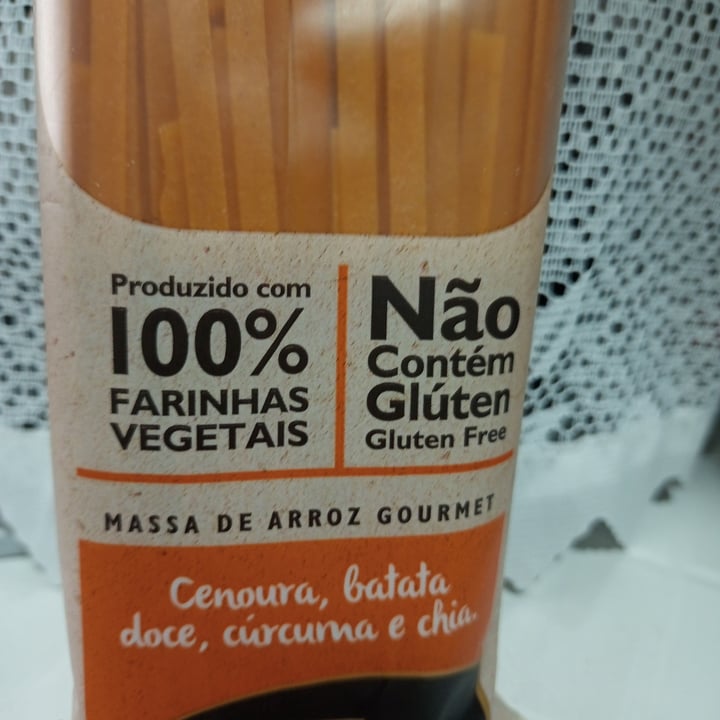 Produzido com
100%
FARINHAS
VEGETAIS
Não
Contém
Glúten
Gluten Free
MASSA DE ARROZ GOURMET
Cenoura, batata
doce, cúrcuma e chia.